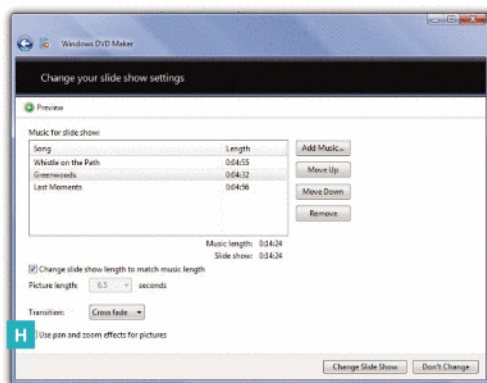 Windows DVD Maker
Change your slide show settings
Preview
Music for slide show:
Song Length
Whistle on the Path 0:04:55
Greenwoods 0:04:32
Last Moments 0:04:56
Add Music...
Move Up
Move Down
Remove
Music length: 0:14:24
Slide show: 0:14:24
Change slide show length to match music length
Picture length: 6.5 seconds
Transition: Cross fade
H Use pan and zoom effects for pictures
Change Slide Show Don't Change